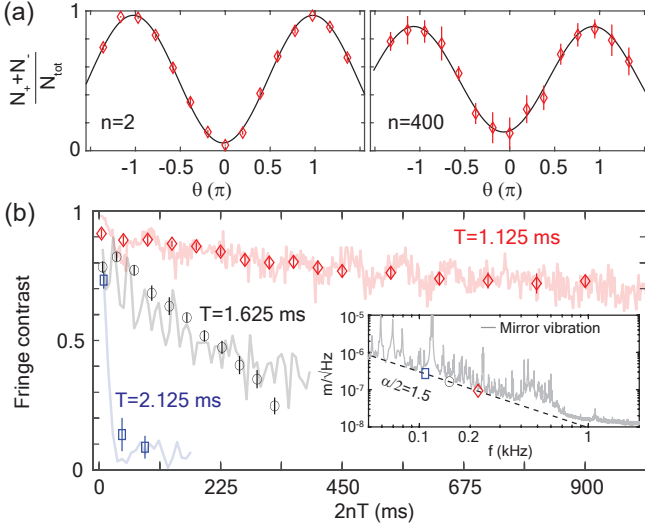 (a)
N₊+N₋
N_tot
n=2
n=400
-1 -0.5 0 0.5 1
-1 -0.5 0 0.5 1
θ (π)
θ (π)
(b)
1
0.5
0
Fringe contrast
T=1.125 ms
T=1.625 ms
T=2.125 ms
10⁻⁵
10⁻⁶
10⁻⁷
10⁻⁸
m/√Hz
Mirror vibration
α/2=1.5
0.1 0.2 1
f (kHz)
0 225 450 675 900
2nT (ms)